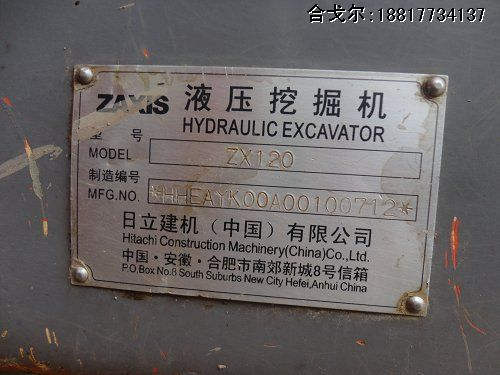 合戈尔:18817734137
ZAXIS 液压挖掘机
HYDRAULIC EXCAVATOR
型号
MODEL ZX120
制造编号
MFG.NO. *HHEAYK00A00100712*
日立建机（中国）有限公司
Hitachi Construction Machinery(China)Co.,Ltd.
中国·安徽·合肥市南郊新城8号信箱
P.O.Box No.8 South Suburbs New City Hefei,Anhui China